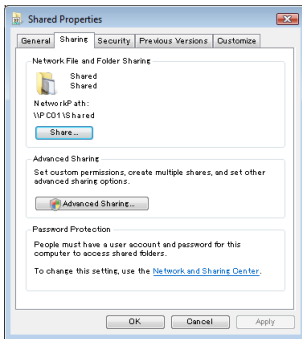 Shared Properties
General Sharing Security Previous Versions Customize
Network File and Folder Sharing
Shared
Shared
Network Path:
\\PC01\Shared
Share...
Advanced Sharing
Set custom permissions, create multiple shares, and set other
advanced sharing options.
Advanced Sharing...
Password Protection
People must have a user account and password for this
computer to access shared folders.
To change this setting, use the Network and Sharing Center.
OK Cancel Apply